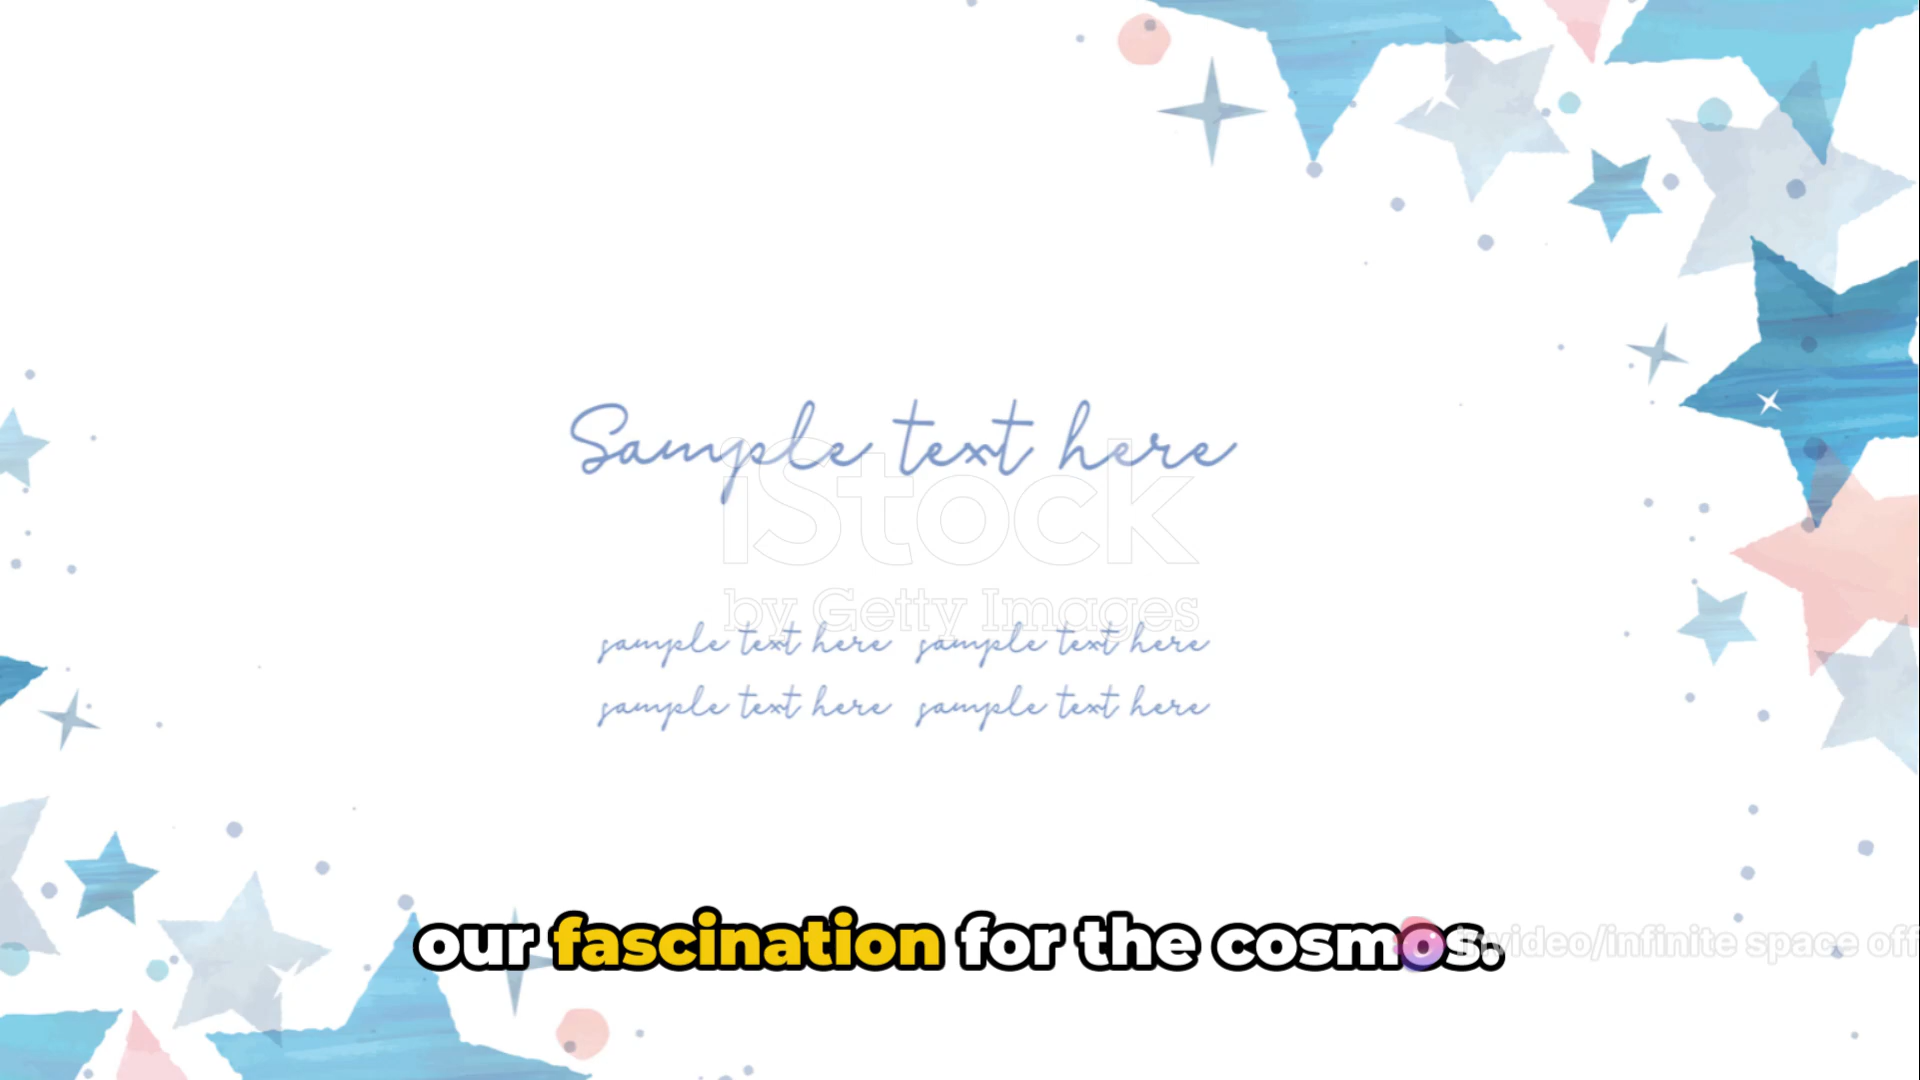 Sample text here
iStock
by Getty Images
sample text here sample text here
sample text here sample text here
our fascination for the cosmos.
video/infinite space off